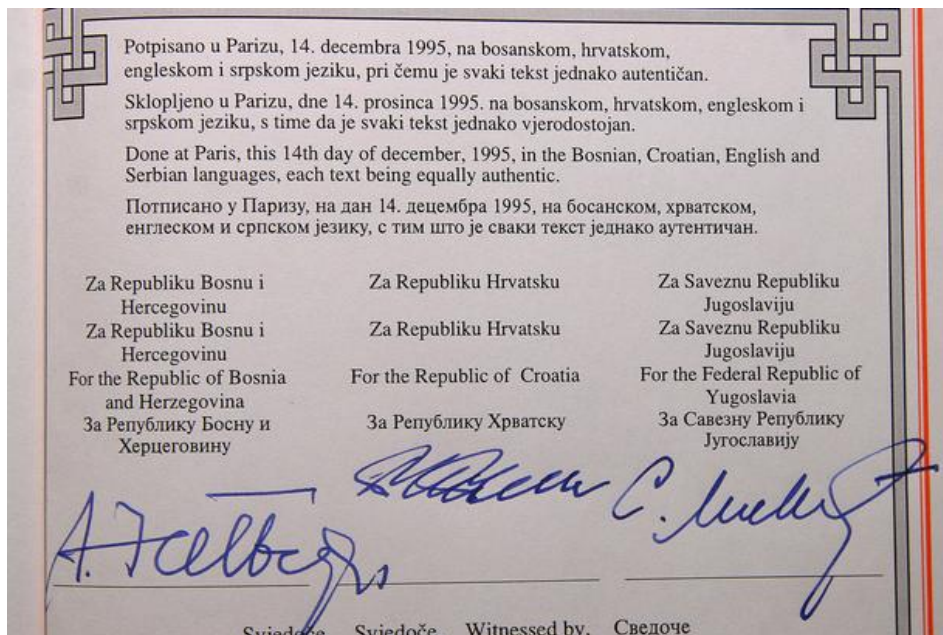 Potpisano u Parizu, 14. decembra 1995, na bosanskom, hrvatskom,
engleskom i srpskom jeziku, pri čemu je svaki tekst jednako autentičan.
Sklopljeno u Parizu, dne 14. prosinca 1995. na bosanskom, hrvatskom, engleskom i
srpskom jeziku, s time da je svaki tekst jednako vjerodostojan.
Done at Paris, this 14th day of december, 1995, in the Bosnian, Croatian, English and
Serbian languages, each text being equally authentic.
Потписано у Паризу, на дан 14. децембра 1995, на босанском, хрватском,
енглеском и српском језику, с тим што је сваки текст једнако аутентичан.
Za Republiku Bosnu i
Hercegovinu
Za Republiku Bosnu i
Hercegovinu
For the Republic of Bosnia
and Herzegovina
За Републику Босну и
Херцеговину
Za Republiku Hrvatsku
Za Republiku Hrvatsku
For the Republic of Croatia
За Републику Хрватску
Za Saveznu Republiku
Jugoslaviju
Za Saveznu Republiku
Jugoslaviju
For the Federal Republic of
Yugoslavia
За Савезну Републику
Југославију
Svjedoče Svjedoče Witnessed by, Сведоче